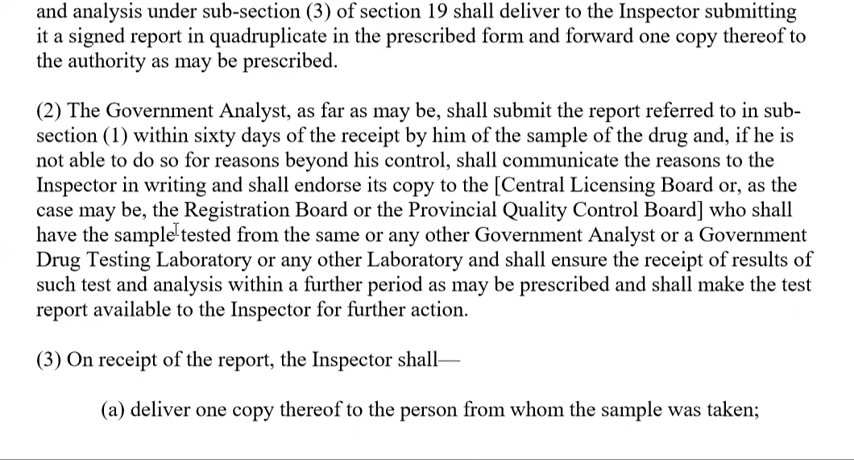 and analysis under sub-section (3) of section 19 shall deliver to the Inspector submitting
it a signed report in quadruplicate in the prescribed form and forward one copy thereof to
the authority as may be prescribed.
(2) The Government Analyst, as far as may be, shall submit the report referred to in sub-
section (1) within sixty days of the receipt by him of the sample of the drug and, if he is
not able to do so for reasons beyond his control, shall communicate the reasons to the
Inspector in writing and shall endorse its copy to the [Central Licensing Board or, as the
case may be, the Registration Board or the Provincial Quality Control Board] who shall
have the sample tested from the same or any other Government Analyst or a Government
Drug Testing Laboratory or any other Laboratory and shall ensure the receipt of results of
such test and analysis within a further period as may be prescribed and shall make the test
report available to the Inspector for further action.
(3) On receipt of the report, the Inspector shall—
(a) deliver one copy thereof to the person from whom the sample was taken;